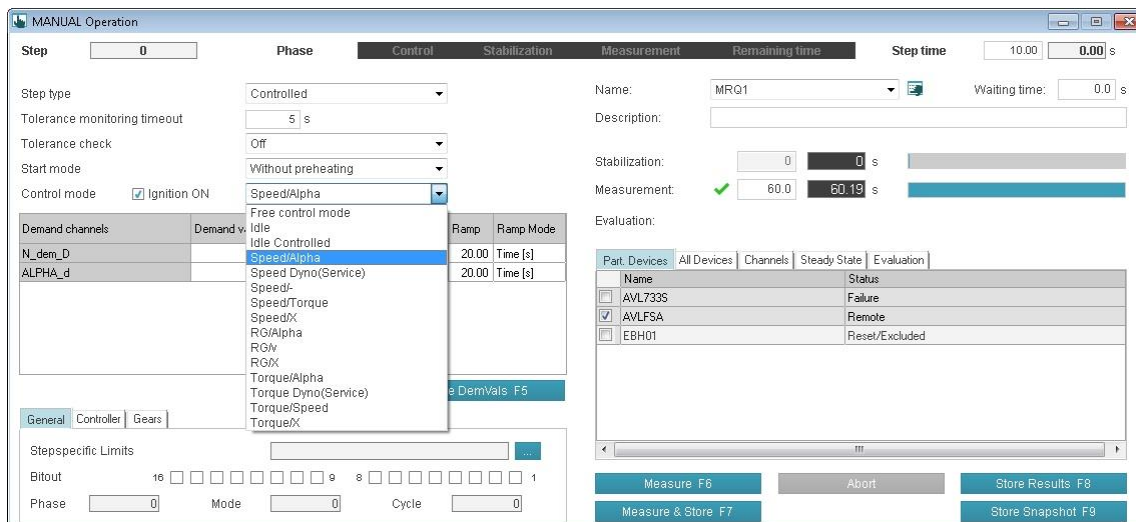 MANUAL Operation
Step 0 Phase Control Stabilization Measurement Remaining time Step time 10.00 0.00 s
Step type Controlled
Tolerance monitoring timeout 5 s
Tolerance check Off
Start mode Without preheating
Control mode Ignition ON Speed/Alpha
Free control mode
Idle
Idle Controlled
Speed/Alpha
Speed Dyno(Service)
Speed/-
Speed/Torque
Speed/X
RG/Alpha
RG/v
RG/X
Torque/Alpha
Torque Dyno(Service)
Torque/Speed
Torque/X
Demand channels Demand v Ramp Ramp Mode
N_dem_D 20.00 Time [s]
ALPHA_d 20.00 Time [s]
e DemVals F5
General Controller Gears
Stepspecific Limits ...
Bitout 16 9 8 1
Phase 0 Mode 0 Cycle 0
Name: MRQ1 Waiting time: 0.0 s
Description:
Stabilization: 0 0 s
Measurement: 60.0 60.19 s
Evaluation:
Part. Devices All Devices Channels Steady State Evaluation
Name Status
AVL733S Failure
AVLFSA Remote
EBH01 Reset/Excluded
Measure F6 Abort Store Results F8
Measure & Store F7 Store Snapshot F9